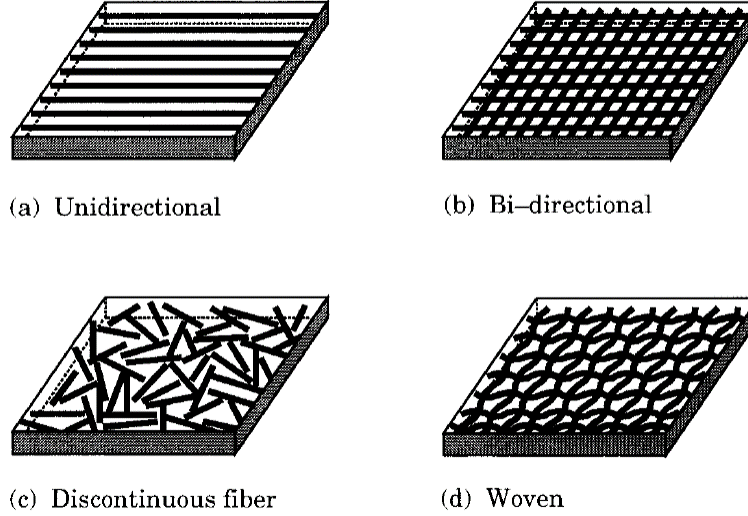 (a) Unidirectional
(b) Bi–directional
(c) Discontinuous fiber
(d) Woven